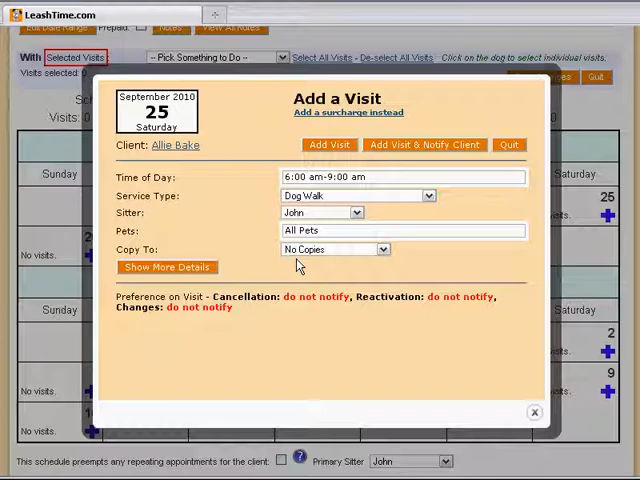 LeashTime.com
Edit Date Range
Prepaid:
Notes
View All Notes
With Selected Visits :
-- Pick Something to Do --
Select All Visits - De-select All Visits
Click on the dog to select individual visits.
Visits selected: 0
Quit
Visits: 0
September 2010
25
Saturday
Add a Visit
Add a surcharge instead
Client: Allie Bake
Add Visit
Add Visit & Notify Client
Quit
Time of Day: 6:00 am-9:00 am
Service Type: Dog Walk
Sitter: John
Pets: All Pets
Copy To: No Copies
Show More Details
Preference on Visit - Cancellation: do not notify, Reactivation: do not notify,
Changes: do not notify
Sunday
Saturday
25
No visits.
Sunday
Saturday
2
No visits.
9
No visits.
No visits.
This schedule preempts any repeating appointments for the client:
Primary Sitter John